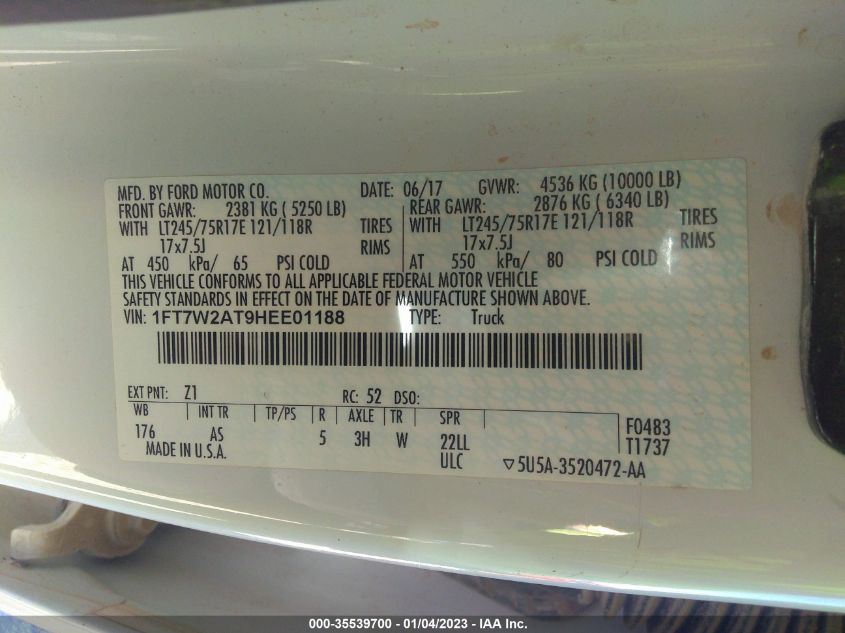 MFD. BY FORD MOTOR CO. DATE: 06/17 GVWR: 4536 KG (10000 LB)
FRONT GAWR: 2381 KG ( 5250 LB) REAR GAWR: 2876 KG ( 6340 LB)
WITH LT245/75R17E 121/118R TIRES WITH LT245/75R17E 121/118R TIRES
17x7.5J RIMS 17x7.5J RIMS
AT 450 kPa/ 65 PSI COLD AT 550 kPa/ 80 PSI COLD
THIS VEHICLE CONFORMS TO ALL APPLICABLE FEDERAL MOTOR VEHICLE
SAFETY STANDARDS IN EFFECT ON THE DATE OF MANUFACTURE SHOWN ABOVE.
VIN: 1FT7W2AT9HEE01188 TYPE: Truck
EXT PNT: Z1 RC: 52 DSO:
WB INT TR TP/PS R AXLE TR SPR
176 AS 5 3H W 22LL F0483
MADE IN U.S.A. ULC T1737
▽5U5A-3520472-AA
000-35539700 - 01/04/2023 - IAA Inc.